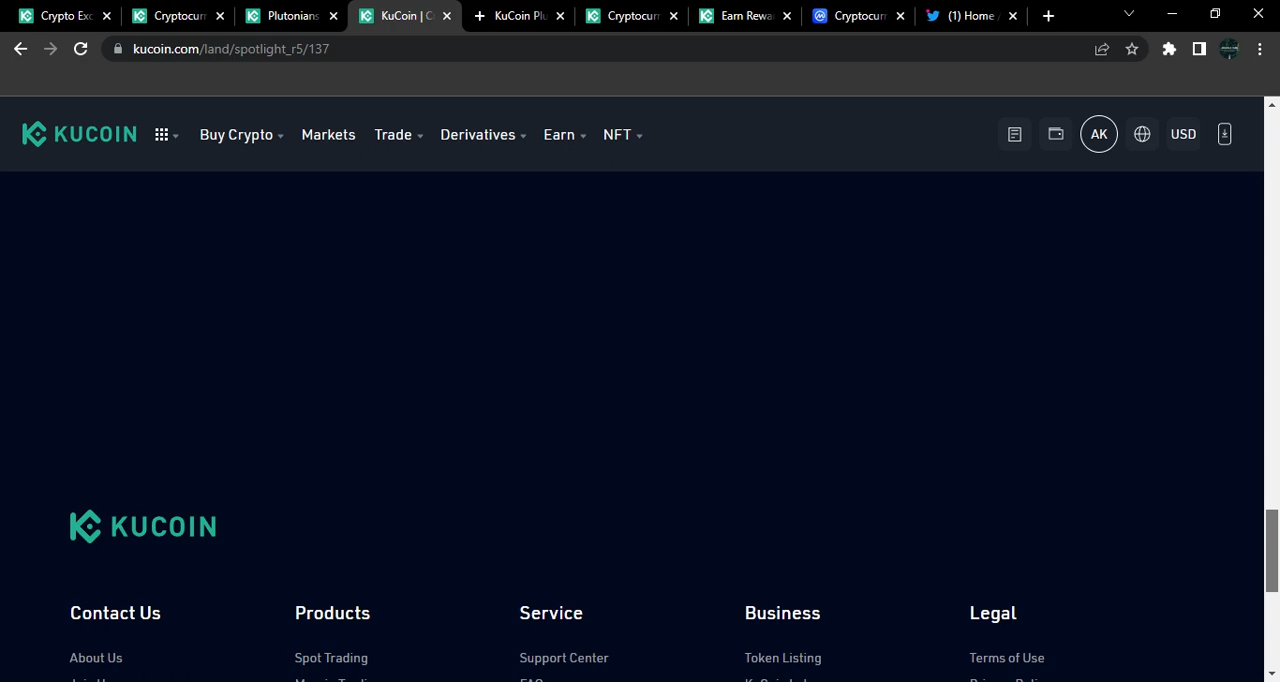 Crypto Exc Cryptocurr Plutonians KuCoin | C KuCoin Plu Cryptocurr Earn Rewa Cryptocurr (1) Home /
kucoin.com/land/spotlight_r5/137
KUCOIN Buy Crypto Markets Trade Derivatives Earn NFT AK USD
KUCOIN
Contact Us Products Service Business Legal
About Us Spot Trading Support Center Token Listing Terms of Use